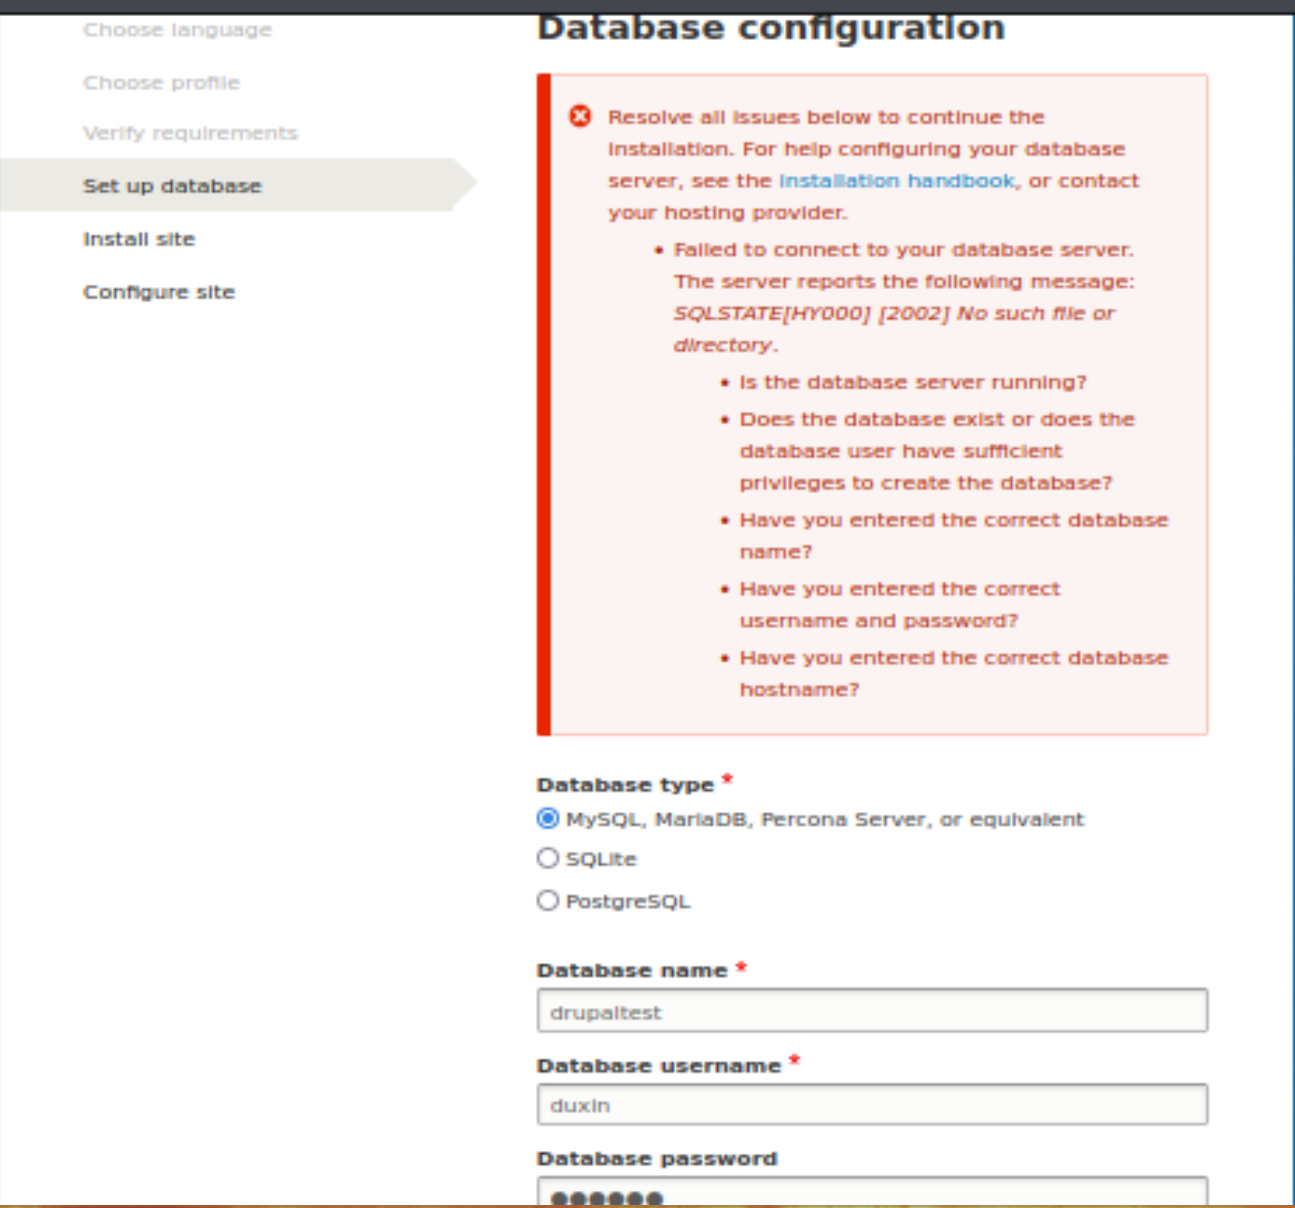 Choose language
Choose profile
Verify requirements
Set up database
Install site
Configure site
Database configuration
Resolve all issues below to continue the
installation. For help configuring your database
server, see the installation handbook, or contact
your hosting provider.
• Failed to connect to your database server.
The server reports the following message:
SQLSTATE[HY000] [2002] No such file or
directory.
• Is the database server running?
• Does the database exist or does the
database user have sufficient
privileges to create the database?
• Have you entered the correct database
name?
• Have you entered the correct
username and password?
• Have you entered the correct database
hostname?
Database type *
MySQL, MariaDB, Percona Server, or equivalent
SQLite
PostgreSQL
Database name *
drupaltest
Database username *
duxin
Database password
●●●●●●